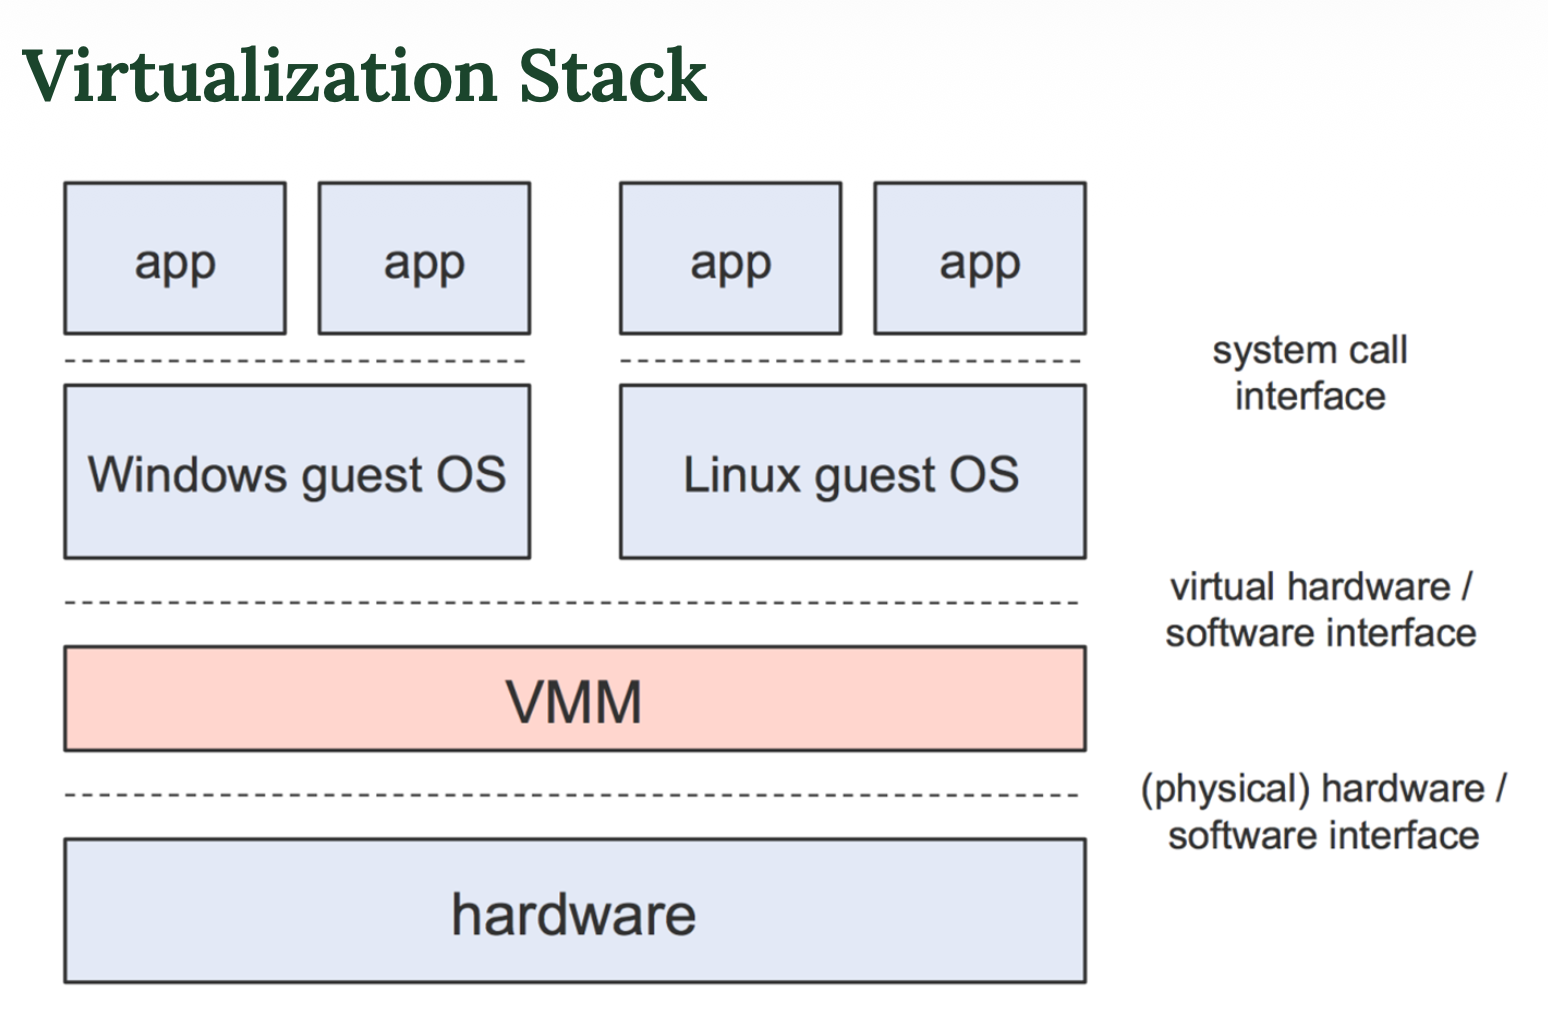 Virtualization Stack
app
app
app
app
system call
interface
Windows guest OS
Linux guest OS
virtual hardware /
software interface
VMM
(physical) hardware /
software interface
hardware